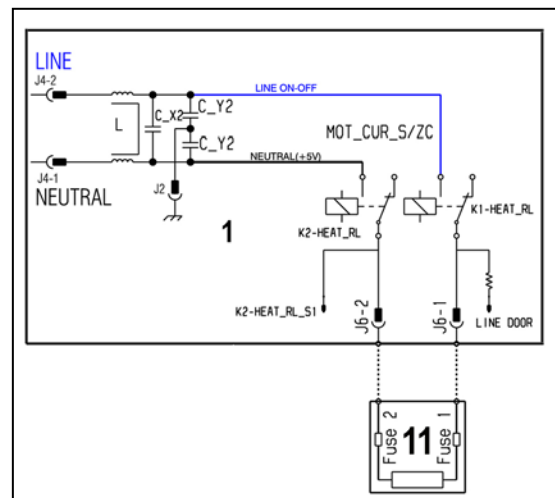 LINE
J4-2
LINE ON-OFF
C_Y2
C_X2
L
MOT_CUR_S/ZC
C_Y2
NEUTRAL(+5V)
J4-1
NEUTRAL
J2
1
K2-HEAT_RL
K1-HEAT_RL
K2-HEAT_RL_S1
J6-2
J6-1
LINE DOOR
Fuse 2
11
Fuse 1